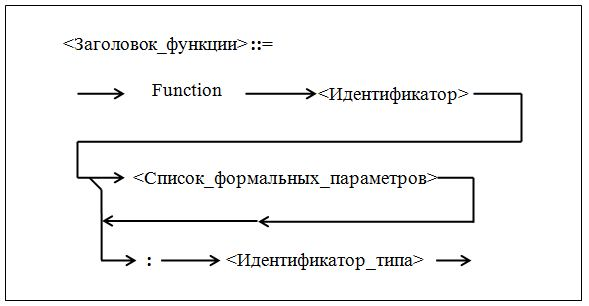 <Заголовок_функции> ::=
Function <Идентификатор>
<Список_формальных_параметров>
: <Идентификатор_типа>